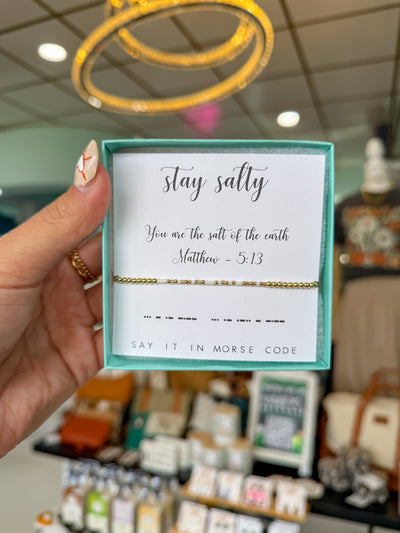 stay salty
You are the salt of the earth
Matthew - 5:13
SAY IT IN MORSE CODE